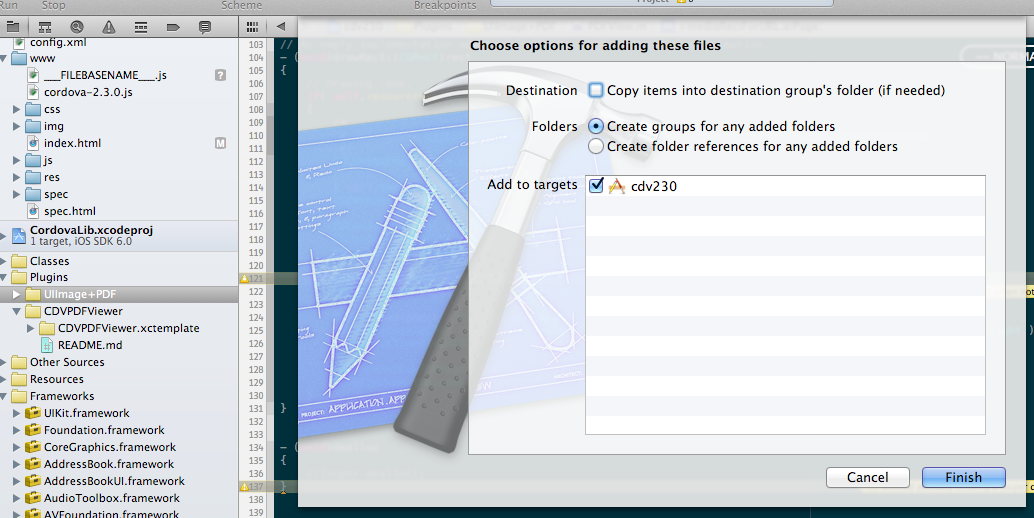 Run Stop Scheme Breakpoints Project
config.xml
www
___FILEBASENAME___.js ?
cordova-2.3.0.js
css
img
index.html M
js
res
spec
spec.html
CordovaLib.xcodeproj
1 target, iOS SDK 6.0
Classes
Plugins
UIImage+PDF
CDVPDFViewer
CDVPDFViewer.xctemplate
README.md
Other Sources
Resources
Frameworks
UIKit.framework
Foundation.framework
CoreGraphics.framework
AddressBook.framework
AddressBookUI.framework
AudioToolbox.framework
AVFoundation.framework
103 //
104 - (
105 {
106
107
108
109
110
111
112
113
114
115
116
117
118
119
120
121
122
123
124
125
126
127
128
129
130
131 }
132
133
134 - (
135 {
136
137 }
138
139
Choose options for adding these files
Destination Copy items into destination group's folder (if needed)
Folders Create groups for any added folders
Create folder references for any added folders
Add to targets cdv230
PROJECT: APPLICATION.APP
Cancel Finish
NORMA